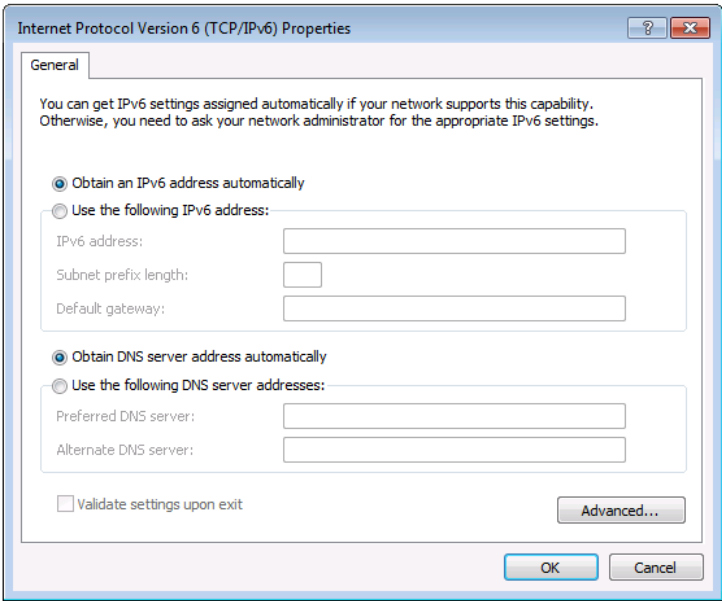 Internet Protocol Version 6 (TCP/IPv6) Properties
?
General
You can get IPv6 settings assigned automatically if your network supports this capability.
Otherwise, you need to ask your network administrator for the appropriate IPv6 settings.
Obtain an IPv6 address automatically
Use the following IPv6 address:
IPv6 address:
Subnet prefix length:
Default gateway:
Obtain DNS server address automatically
Use the following DNS server addresses:
Preferred DNS server:
Alternate DNS server:
Validate settings upon exit
Advanced...
OK Cancel